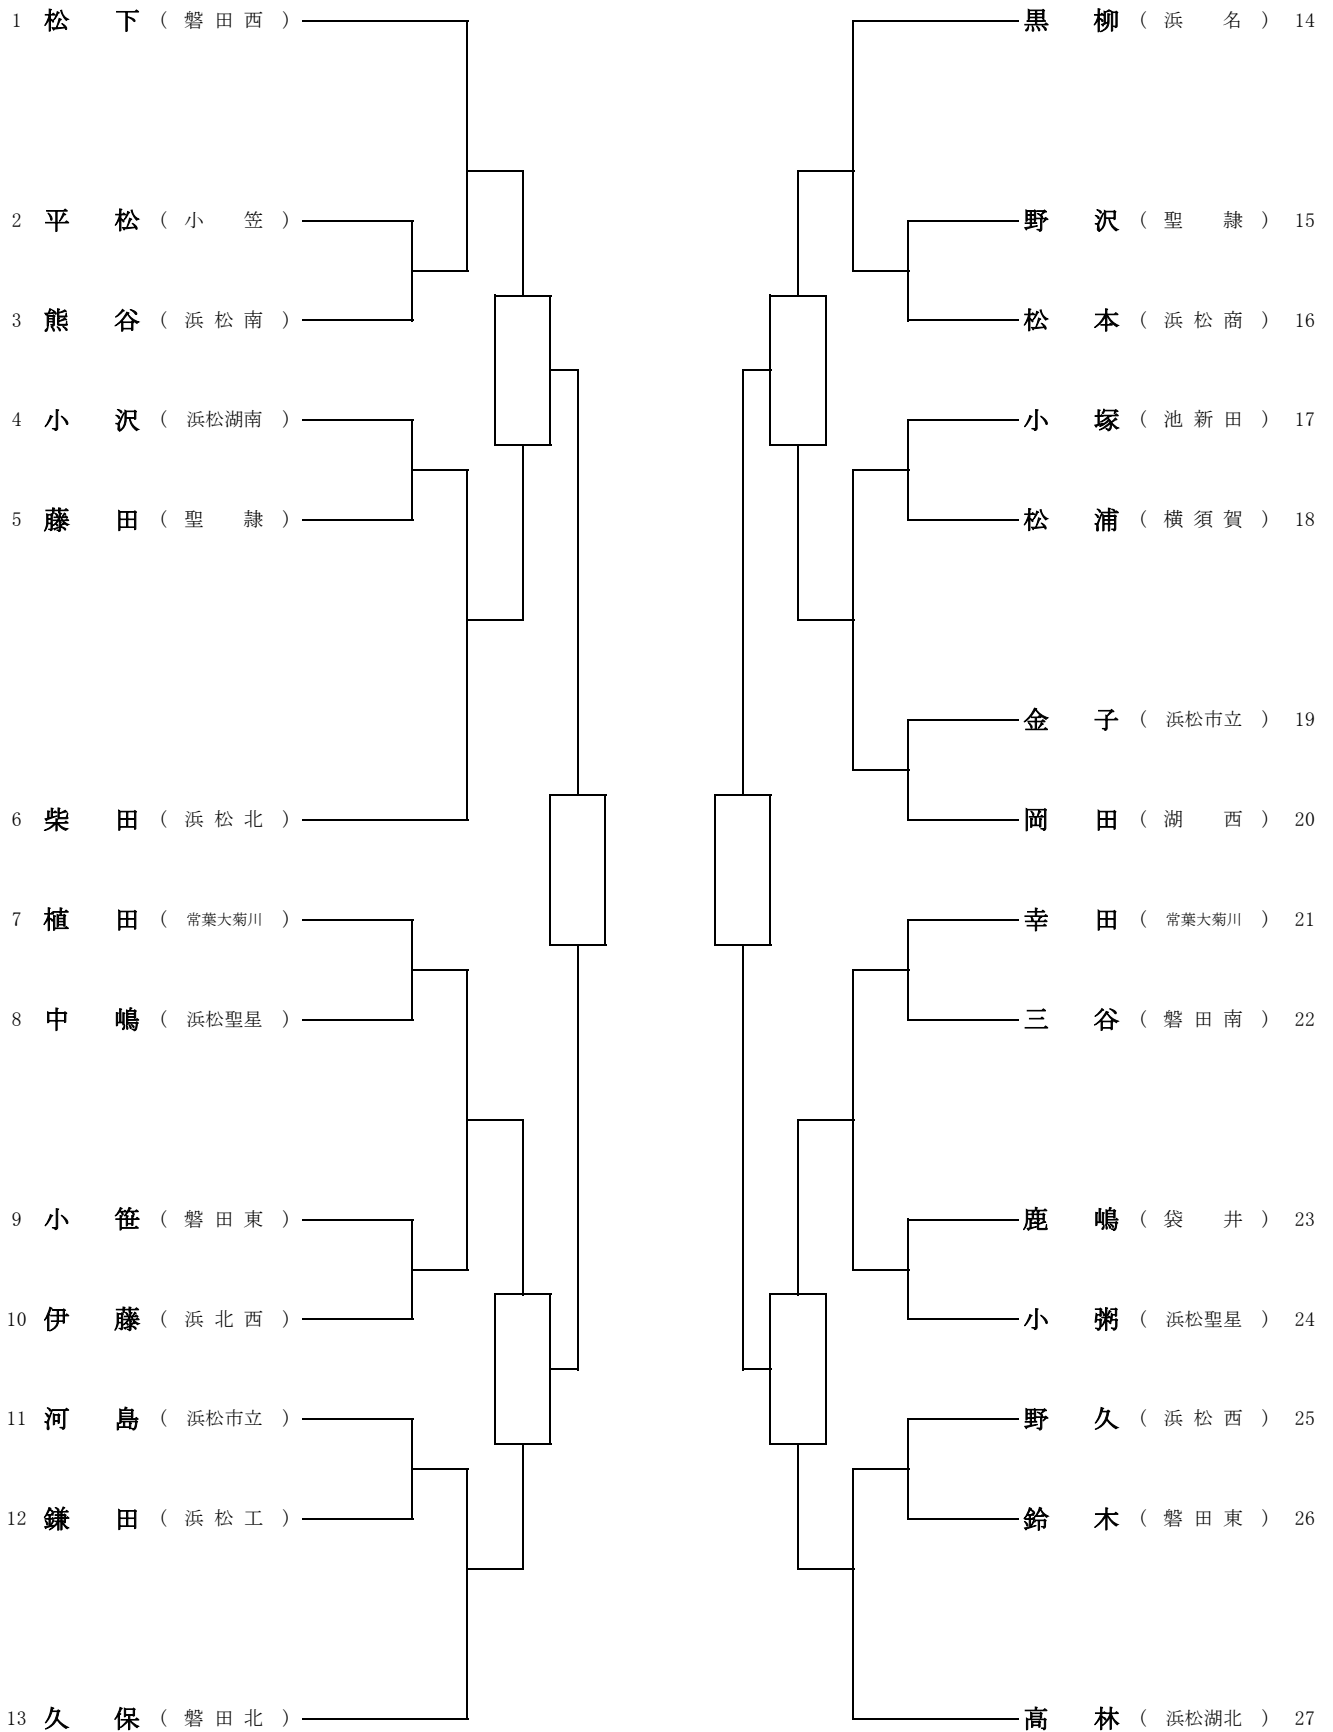 1 松 下 ( 磐 田 西 )
2 平 松 ( 小 笠 )
3 熊 谷 ( 浜 松 南 )
4 小 沢 ( 浜松湖南 )
5 藤 田 ( 聖 隷 )
6 柴 田 ( 浜 松 北 )
7 植 田 ( 常葉大菊川 )
8 中 嶋 ( 浜松聖星 )
9 小 笹 ( 磐 田 東 )
10 伊 藤 ( 浜 北 西 )
11 河 島 ( 浜松市立 )
12 鎌 田 ( 浜 松 工 )
13 久 保 ( 磐 田 北 )
黒 柳 ( 浜 名 ) 14
野 沢 ( 聖 隷 ) 15
松 本 ( 浜 松 商 ) 16
小 塚 ( 池 新 田 ) 17
松 浦 ( 横 須 賀 ) 18
金 子 ( 浜松市立 ) 19
岡 田 ( 湖 西 ) 20
幸 田 ( 常葉大菊川 ) 21
三 谷 ( 磐 田 南 ) 22
鹿 嶋 ( 袋 井 ) 23
小 粥 ( 浜松聖星 ) 24
野 久 ( 浜 松 西 ) 25
鈴 木 ( 磐 田 東 ) 26
高 林 ( 浜松湖北 ) 27